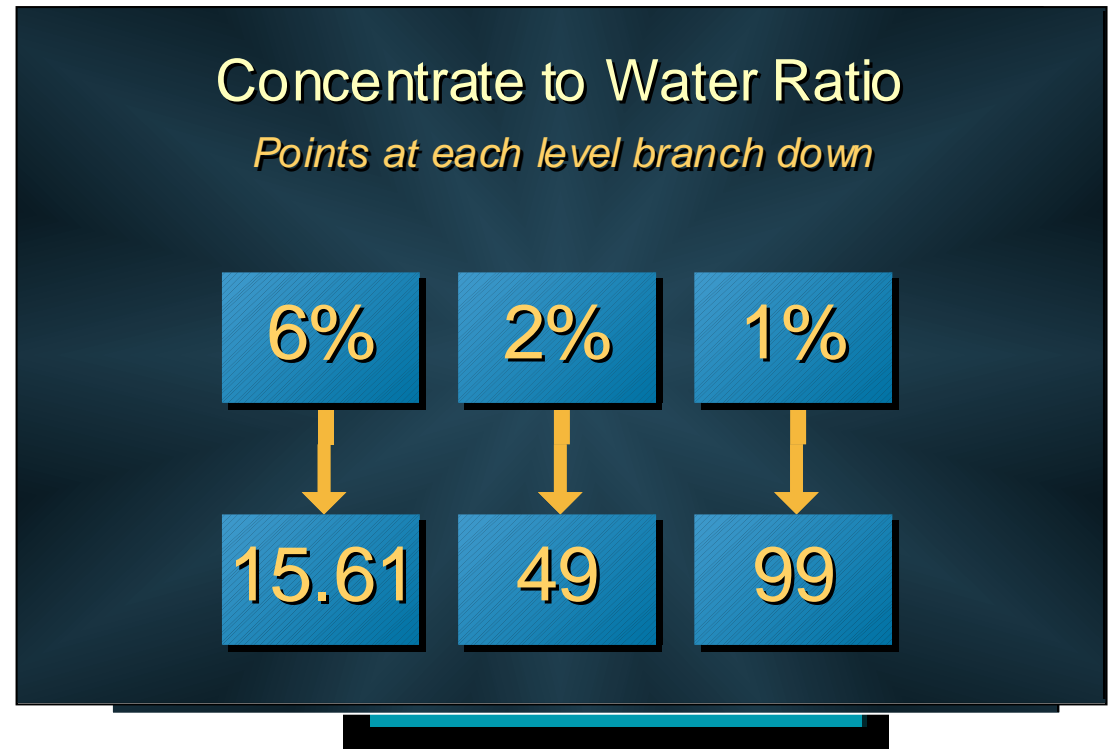 Concentrate to Water Ratio
Points at each level branch down
6% 2% 1%
15.61 49 99